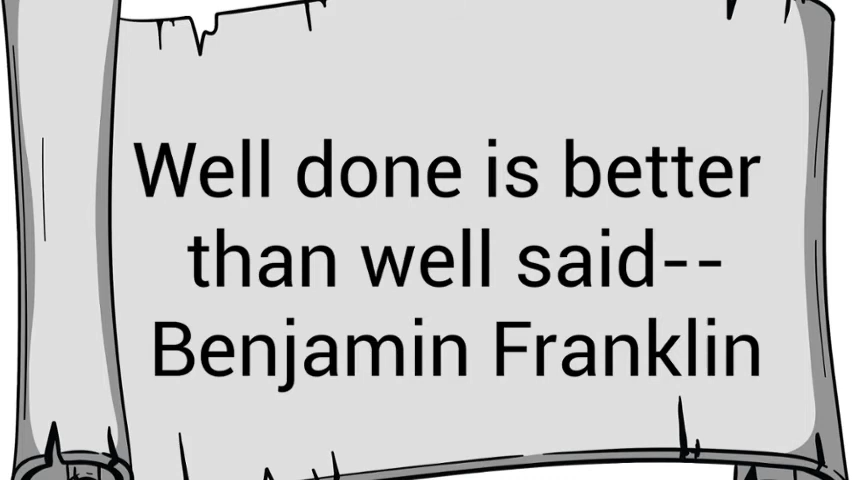 Well done is better
than well said--
Benjamin Franklin